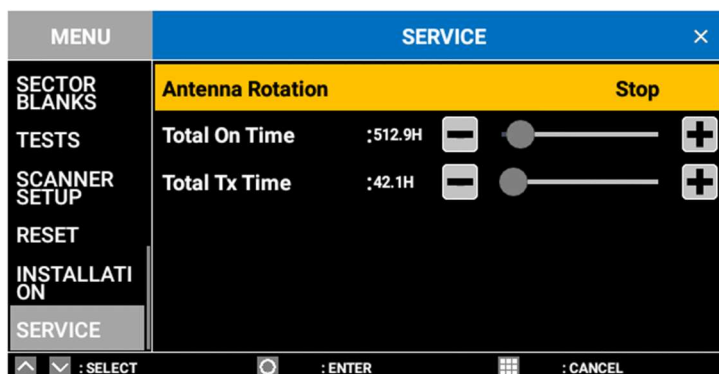 MENU
SERVICE ×
SECTOR
BLANKS
TESTS
SCANNER
SETUP
RESET
INSTALLATI
ON
SERVICE
Antenna Rotation Stop
Total On Time :512.9H
Total Tx Time :42.1H
: SELECT : ENTER : CANCEL